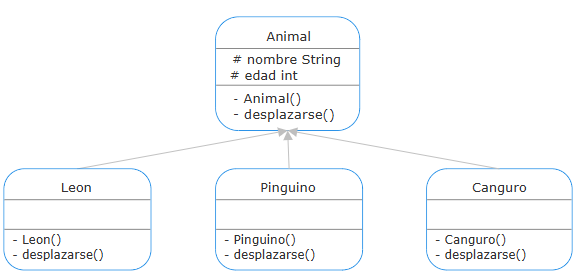 Animal
# nombre String
# edad int
- Animal()
- desplazarse()
Leon
- Leon()
- desplazarse()
Pinguino
- Pinguino()
- desplazarse()
Canguro
- Canguro()
- desplazarse()